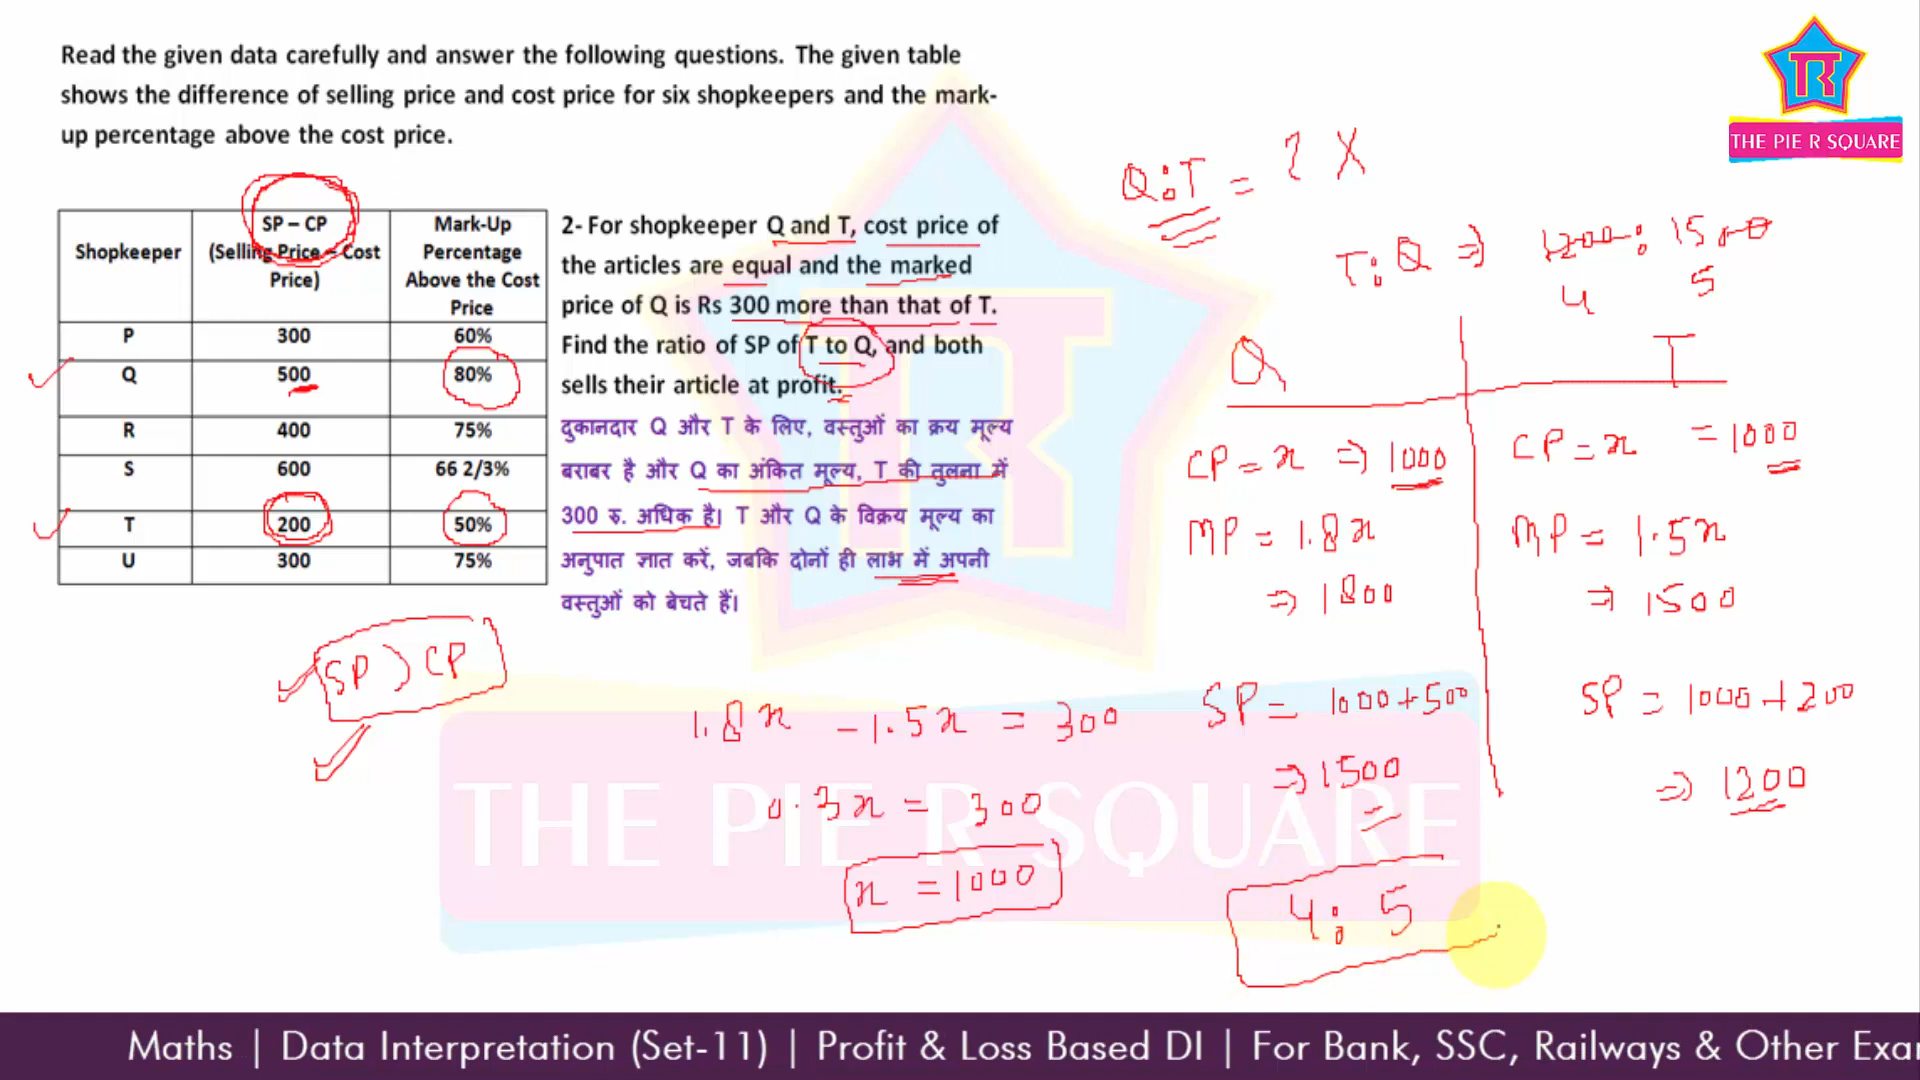 Read the given data carefully and answer the following questions. The given table
shows the difference of selling price and cost price for six shopkeepers and the mark-
up percentage above the cost price.
THE PIE R SQUARE
Shopkeeper
SP – CP
(Selling Price – Cost
Price)
Mark-Up
Percentage
Above the Cost
Price
P 300 60%
Q 500 80%
R 400 75%
S 600 66 2/3%
T 200 50%
U 300 75%
2- For shopkeeper Q and T, cost price of
the articles are equal and the marked
price of Q is Rs 300 more than that of T.
Find the ratio of SP of T to Q, and both
sells their article at profit.
दुकानदार Q और T के लिए, वस्तुओं का क्रय मूल्य
बराबर है और Q का अंकित मूल्य, T की तुलना में
300 रु. अधिक है। T और Q के विक्रय मूल्य का
अनुपात ज्ञात करें, जबकि दोनों ही लाभ में अपनी
वस्तुओं को बेचते हैं।
Q:T = ? X
T:Q ⇒ 1200 : 1500
4 5
Q T
CP = x ⇒ 1000
CP = x = 1000
MP = 1.8x
⇒ 1800
MP = 1.5x
⇒ 1500
SP = 1000+500
⇒ 1500
SP = 1000+200
⇒ 1200
SP > CP
1.8x - 1.5x = 300
0.3x = 300
x = 1000
4:5
THE PIE R SQUARE
Maths | Data Interpretation (Set-11) | Profit & Loss Based DI | For Bank, SSC, Railways & Other Exa